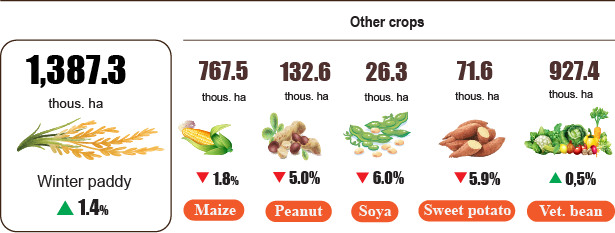 Other crops
1,387.3
thous. ha
Winter paddy
▲ 1.4%
767.5
thous. ha
▼ 1.8%
Maize
132.6
thous. ha
▼ 5.0%
Peanut
26.3
thous. ha
▼ 6.0%
Soya
71.6
thous. ha
▼ 5.9%
Sweet potato
927.4
thous. ha
▲ 0,5%
Vet. bean